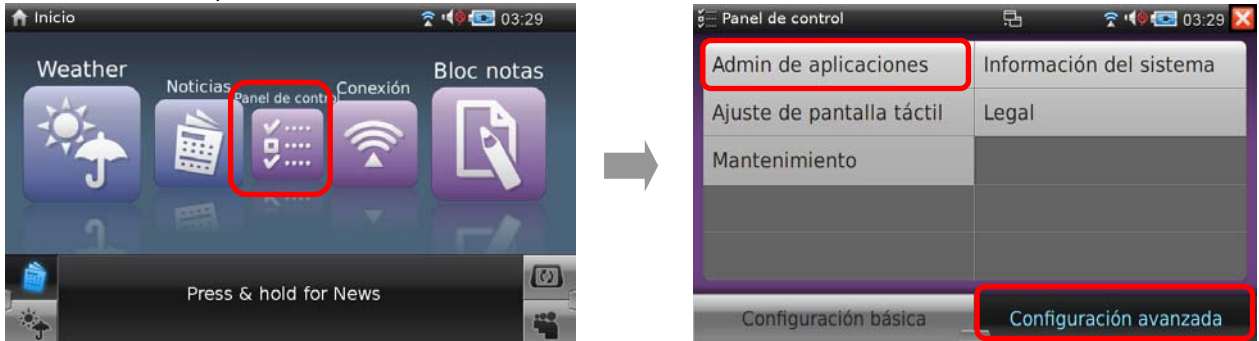 Inicio
03:29
Weather
Noticias
Panel de control
Conexión
Bloc notas
Press & hold for News
Panel de control
03:29
Admin de aplicaciones
Información del sistema
Ajuste de pantalla táctil
Legal
Mantenimiento
Configuración básica
Configuración avanzada